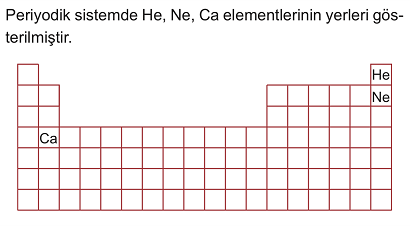 Periyodik sistemde He, Ne, Ca elementlerinin yerleri gös-
terilmiştir.
He
Ne
Ca